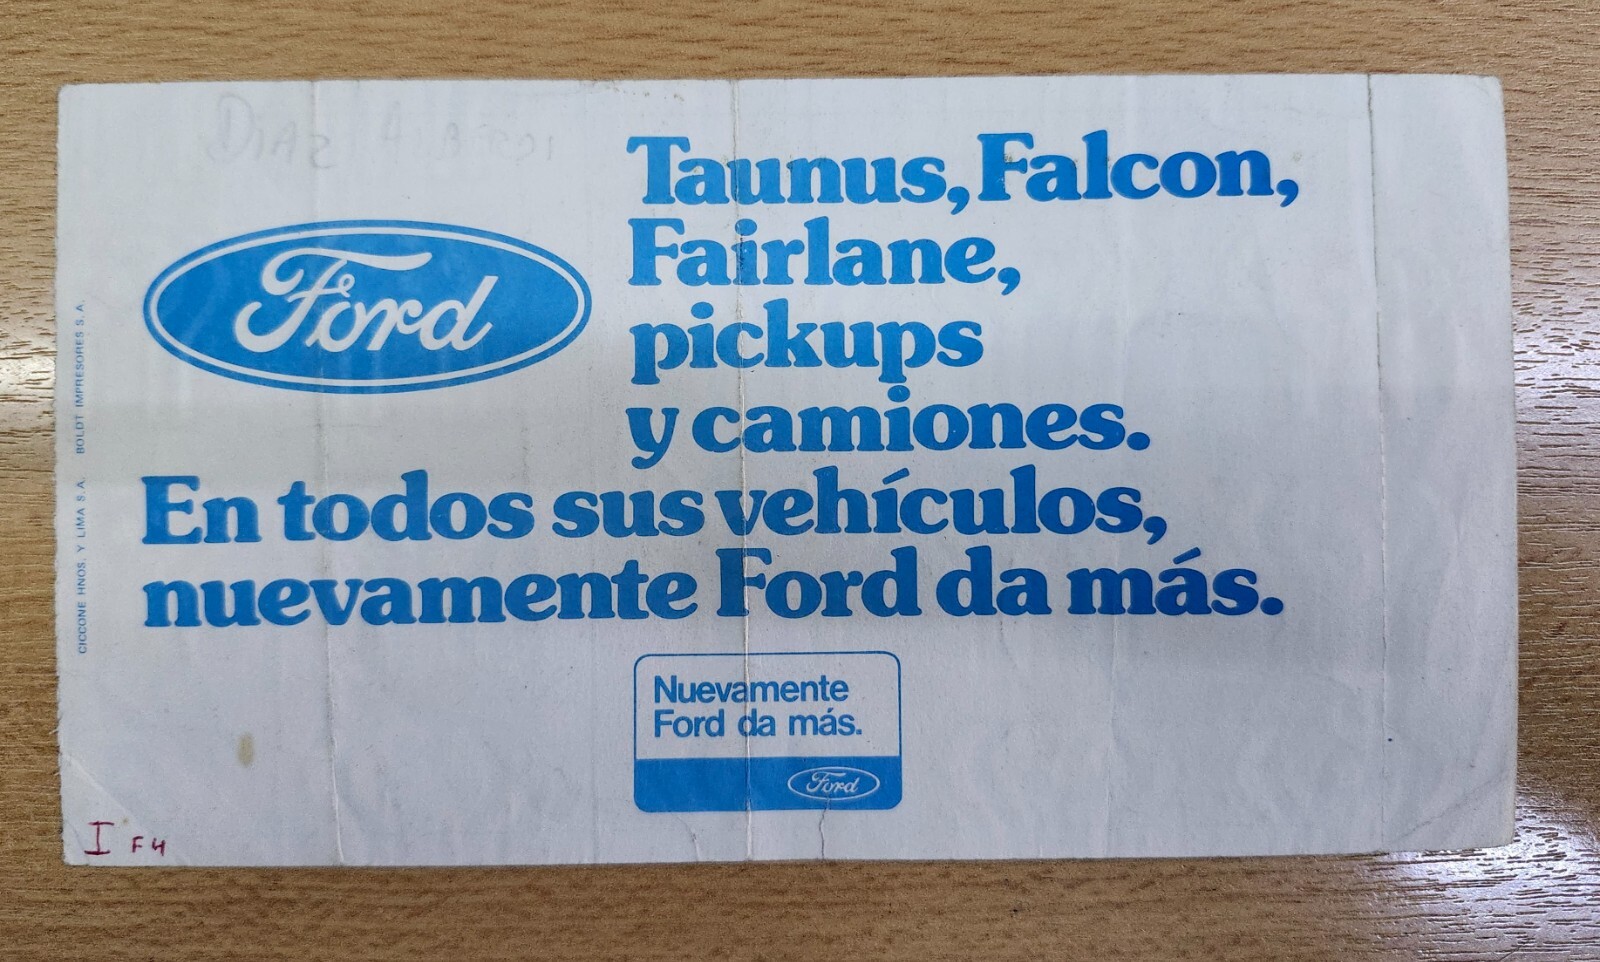 DIAZ
Ford
Taunus, Falcon,
Fairlane,
pickups
y camiones.
En todos sus vehículos,
nuevamente Ford da más.
Nuevamente
Ford da más.
Ford
CICCONE HNOS. Y LIMA S.A. BOLDT IMPRESORES S.A.
I F4